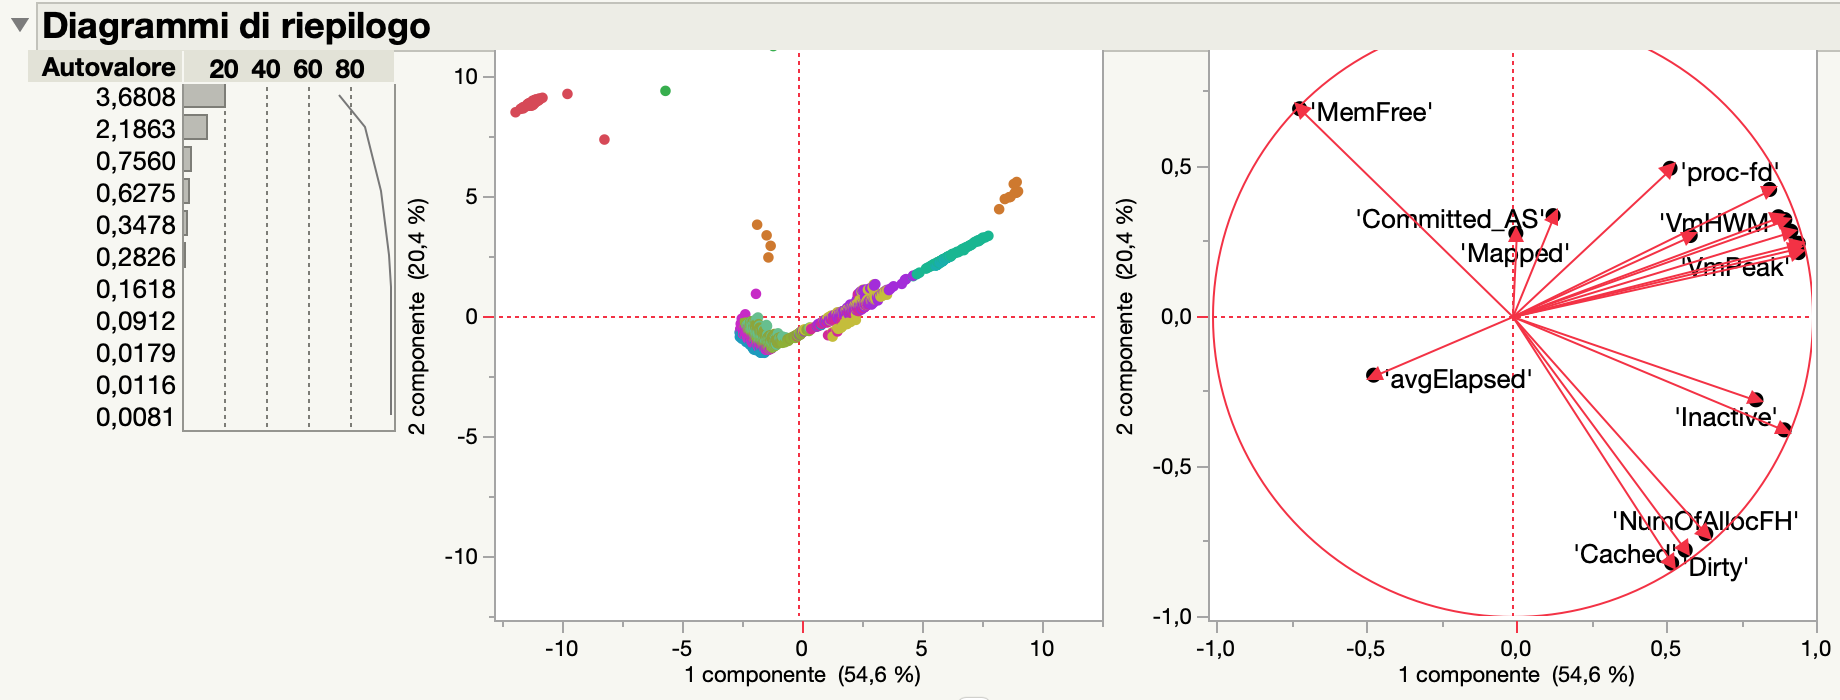 Diagrammi di riepilogo
Autovalore 20 40 60 80
3,6808
2,1863
0,7560
0,6275
0,3478
0,2826
0,1618
0,0912
0,0179
0,0116
0,0081
2 componente (20,4 %)
10
5
0
-5
-10
-10 -5 0 5 10
1 componente (54,6 %)
2 componente (20,4 %)
0,5
0,0
-0,5
-1,0
'MemFree'
'proc-fd'
'Committed_AS'
'VmHWM'
'Mapped'
'VmPeak'
'avgElapsed'
'Inactive'
'NumOfAllocFH'
'Cached'
'Dirty'
-1,0 -0,5 0,0 0,5 1,0
1 componente (54,6 %)